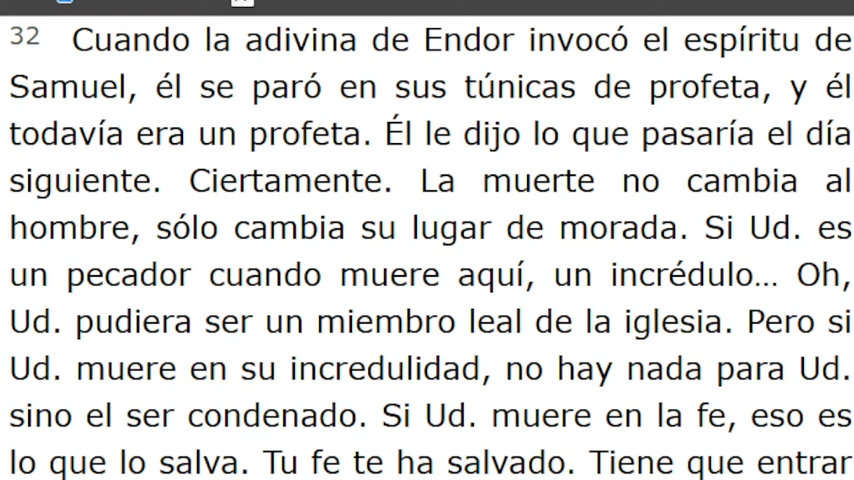 32 Cuando la adivina de Endor invocó el espíritu de
Samuel, él se paró en sus túnicas de profeta, y él
todavía era un profeta. Él le dijo lo que pasaría el día
siguiente. Ciertamente. La muerte no cambia al
hombre, sólo cambia su lugar de morada. Si Ud. es
un pecador cuando muere aquí, un incrédulo... Oh,
Ud. pudiera ser un miembro leal de la iglesia. Pero si
Ud. muere en su incredulidad, no hay nada para Ud.
sino el ser condenado. Si Ud. muere en la fe, eso es
lo que lo salva. Tu fe te ha salvado. Tiene que entrar